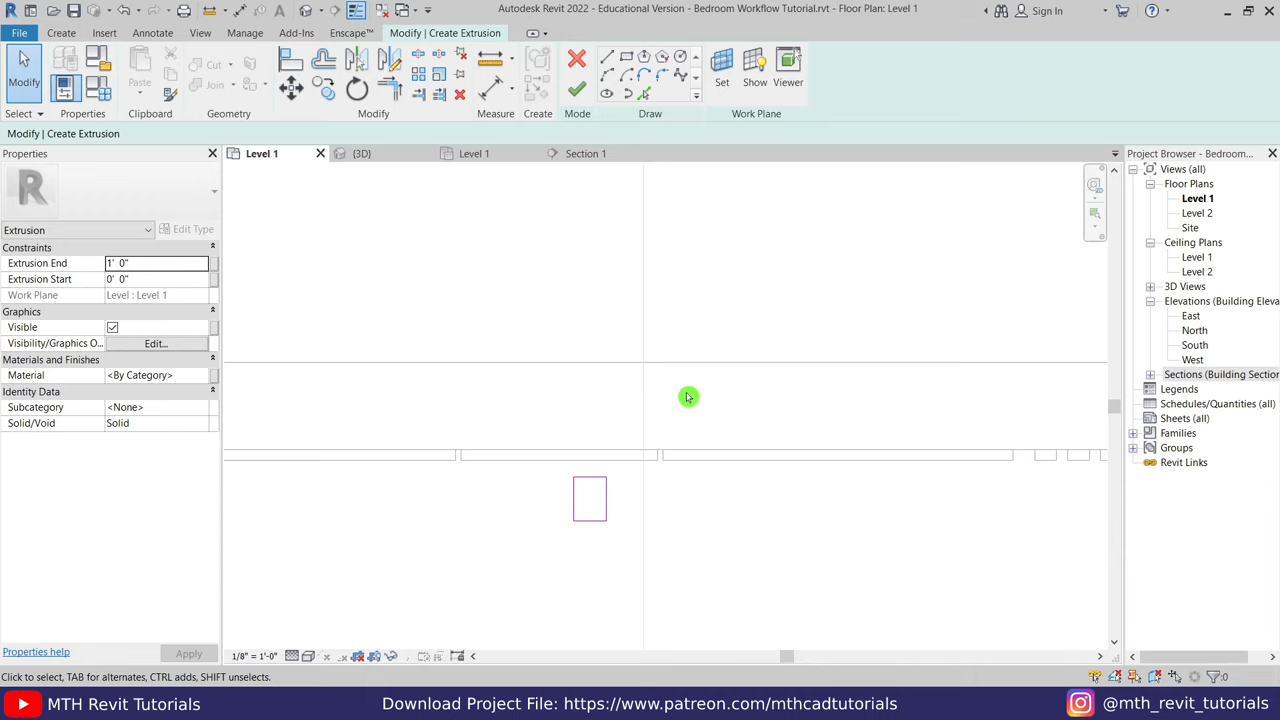 Autodesk Revit 2022 - Educational Version - Bedroom Workflow Tutorial.rvt - Floor Plan: Level 1
Sign In
File
Create
Insert
Annotate
View
Manage
Add-Ins
Enscape™
Modify | Create Extrusion
Modify
Paste
Cut
Join
Set
Show
Viewer
Select
Properties
Clipboard
Geometry
Modify
Measure
Create
Mode
Draw
Work Plane
Modify | Create Extrusion
Properties
Level 1
{3D}
Level 1
Section 1
Project Browser - Bedroom...
Extrusion
Edit Type
Constraints
Extrusion End 1' 0"
Extrusion Start 0' 0"
Work Plane Level : Level 1
Graphics
Visible
Visibility/Graphics O... Edit...
Materials and Finishes
Material <By Category>
Identity Data
Subcategory <None>
Solid/Void Solid
Properties help
Apply
Views (all)
Floor Plans
Level 1
Level 2
Site
Ceiling Plans
Level 1
Level 2
3D Views
Elevations (Building Eleva
East
North
South
West
Sections (Building Section
Legends
Schedules/Quantities (all)
Sheets (all)
Families
Groups
Revit Links
1/8" = 1'-0"
Click to select, TAB for alternates, CTRL adds, SHIFT unselects.
:0
MTH Revit Tutorials
Download Project File: https://www.patreon.com/mthcadtutorials
@mth_revit_tutorials